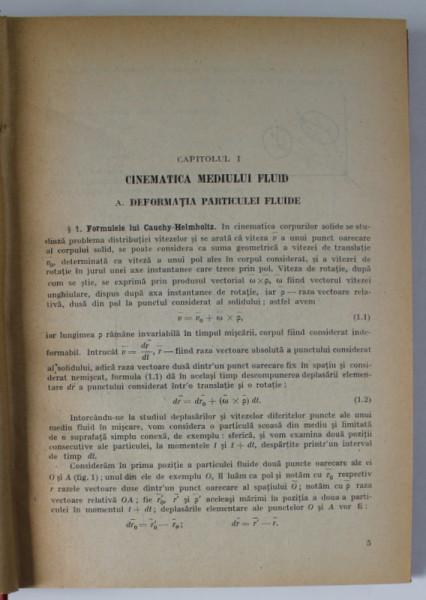 CAPITOLUL I
CINEMATICA MEDIULUI FLUID
A. DEFORMAȚIA PARTICULEI FLUIDE
§ 1. Formulele lui Cauchy-Helmholtz. În cinematica corpurilor solide se stu-
diază problema distribuției vitezelor și se arată că viteza v̅ a unui punct oarecare
al corpului solid, se poate considera ca suma geometrică a vitezei de translație
v̅₀, determinată ca viteză a unui pol ales în corpul considerat, și a vitezei de
rotație în jurul unei axe instantanee care trece prin pol. Viteza de rotație, după
cum se știe, se exprimă prin produsul vectorial ω̅×ρ̅, ω̅ fiind vectorul vitezei
unghiulare, dispus după axa instantanee de rotație, iar ρ̅ — raza vectoare rela-
tivă, dusă din pol la punctul considerat al solidului; astfel avem
v̅ = v̅₀ + ω̅ × ρ̅, (1.1)
iar lungimea ρ rămîne invariabilă în timpul mișcării, corpul fiind considerat inde-
formabil. Întrucît v̅ = dr̅/dt, r̅ — fiind raza vectoare absolută a punctului considerat
al solidului, adică raza vectoare dusă dintr'un punct oarecare fix în spațiu și consi-
derat nemișcat, formula (1.1) dă în același timp descompunerea deplasării elemen-
tare dr̅ a punctului considerat într'o translație și o rotație;
dr̅ = dr̅₀ + (ω̅ × ρ̅) dt. (1.2)
Întorcându-ne la studiul deplasărilor și vitezelor diferitelor puncte ale unui
mediu fluid în mișcare, vom considera o particulă scoasă din mediu și limitată
de o suprafață simplu conexă, de exemplu: sferică, și vom examina două poziții
consecutive ale particulei, la momentele t și t + dt, despărțite printr'un interval
de timp dt.
Considerăm în prima poziție a particulei fluide două puncte oarecare ale ei
O și A (fig. 1); unul din ele de exemplu O, îl luăm ca pol și notăm cu r̅₀ respectiv
r̅ razele vectoare duse dintr'un punct oarecare al spațiului O̅; notăm cu ρ̅ raza
vectoare relativă OA; fie r̅₀′, r̅′ și ρ̅′ aceleași mărimi în poziția a doua a parti-
culei în momentul t + dt; deplasările elementare ale punctelor O și A vor fi:
dr̅₀ = r̅₀′ — r̅₀; dr̅ = r̅′ — r̅.
5